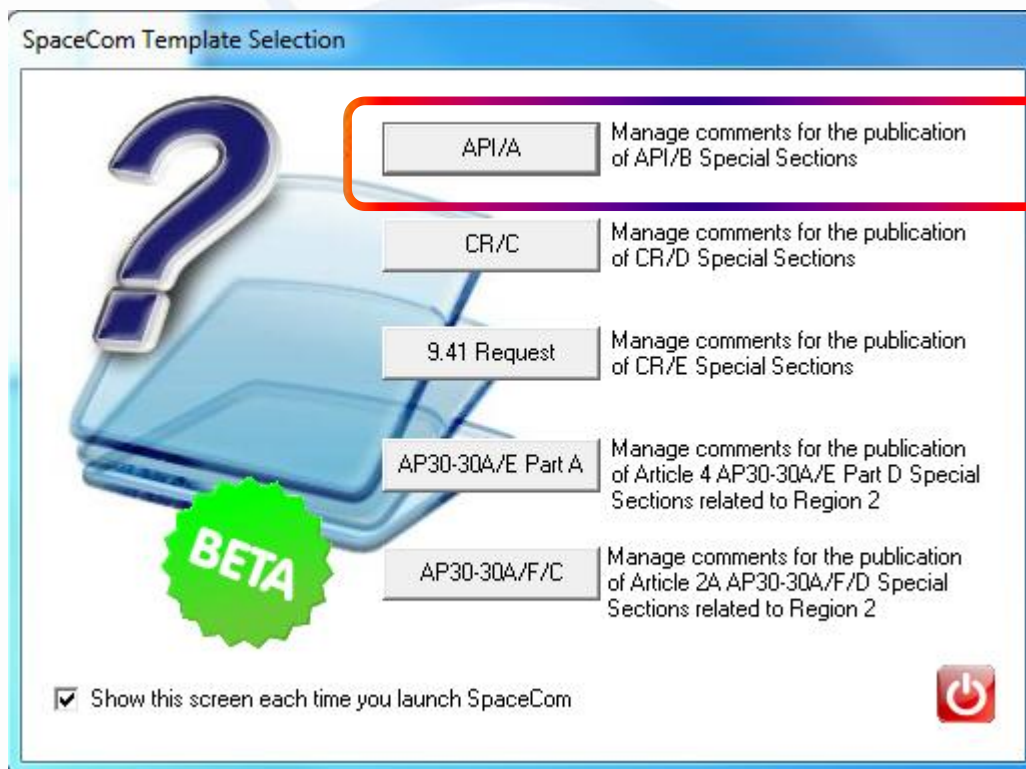 SpaceCom Template Selection
API/A
Manage comments for the publication
of API/B Special Sections
CR/C
Manage comments for the publication
of CR/D Special Sections
9.41 Request
Manage comments for the publication
of CR/E Special Sections
AP30-30A/E Part A
Manage comments for the publication
of Article 4 AP30-30A/E Part D Special
Sections related to Region 2
BETA
AP30-30A/F/C
Manage comments for the publication
of Article 2A AP30-30A/F/D Special
Sections related to Region 2
Show this screen each time you launch SpaceCom